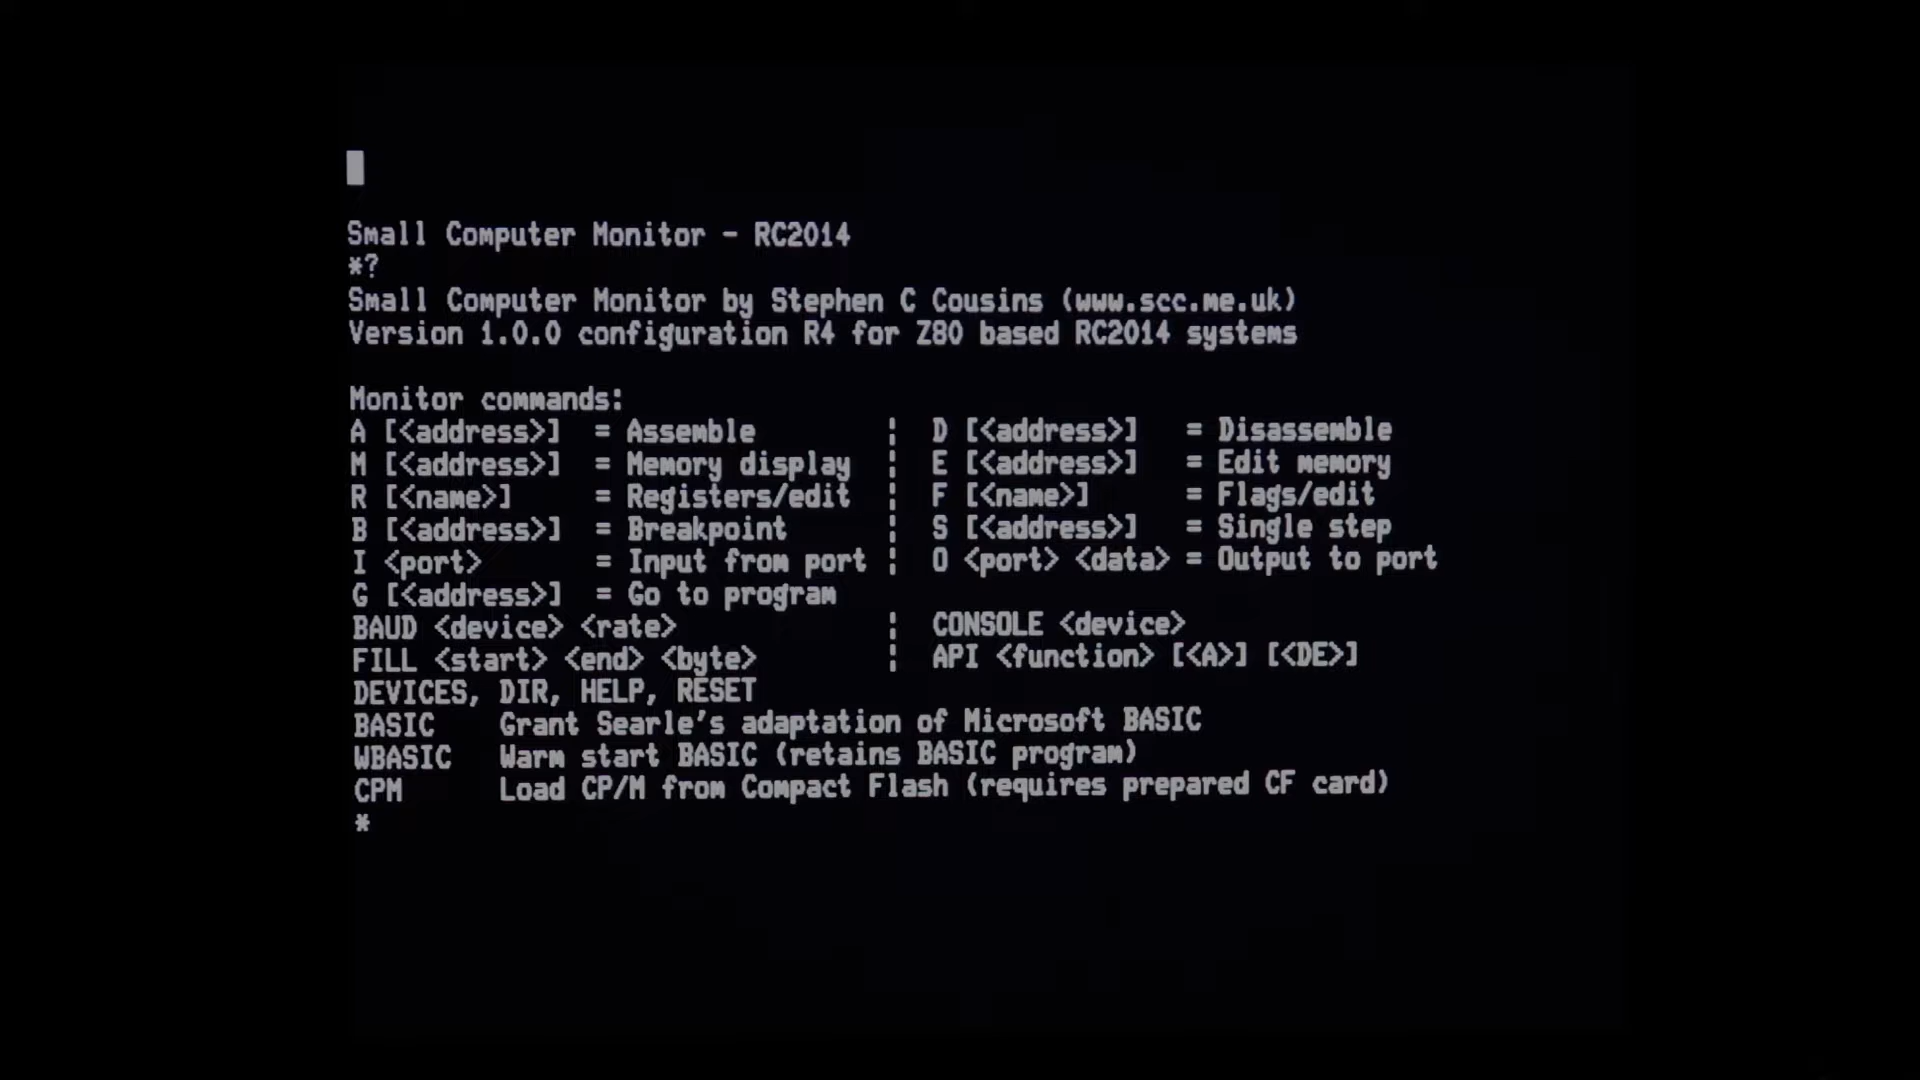 Small Computer Monitor - RC2014
*?
Small Computer Monitor by Stephen C Cousins (www.scc.me.uk)
Version 1.0.0 configuration R4 for Z80 based RC2014 systems
Monitor commands:
A [<address>]  = Assemble        ¦  D [<address>]   = Disassemble
M [<address>]  = Memory display  ¦  E [<address>]   = Edit memory
R [<name>]     = Registers/edit  ¦  F [<name>]      = Flags/edit
B [<address>]  = Breakpoint      ¦  S [<address>]   = Single step
I <port>       = Input from port ¦  O <port> <data> = Output to port
G [<address>]  = Go to program
BAUD <device> <rate>             ¦  CONSOLE <device>
FILL <start> <end> <byte>        ¦  API <function> [<A>] [<DE>]
DEVICES, DIR, HELP, RESET
BASIC    Grant Searle's adaptation of Microsoft BASIC
WBASIC   Warm start BASIC (retains BASIC program)
CPM      Load CP/M from Compact Flash (requires prepared CF card)
*